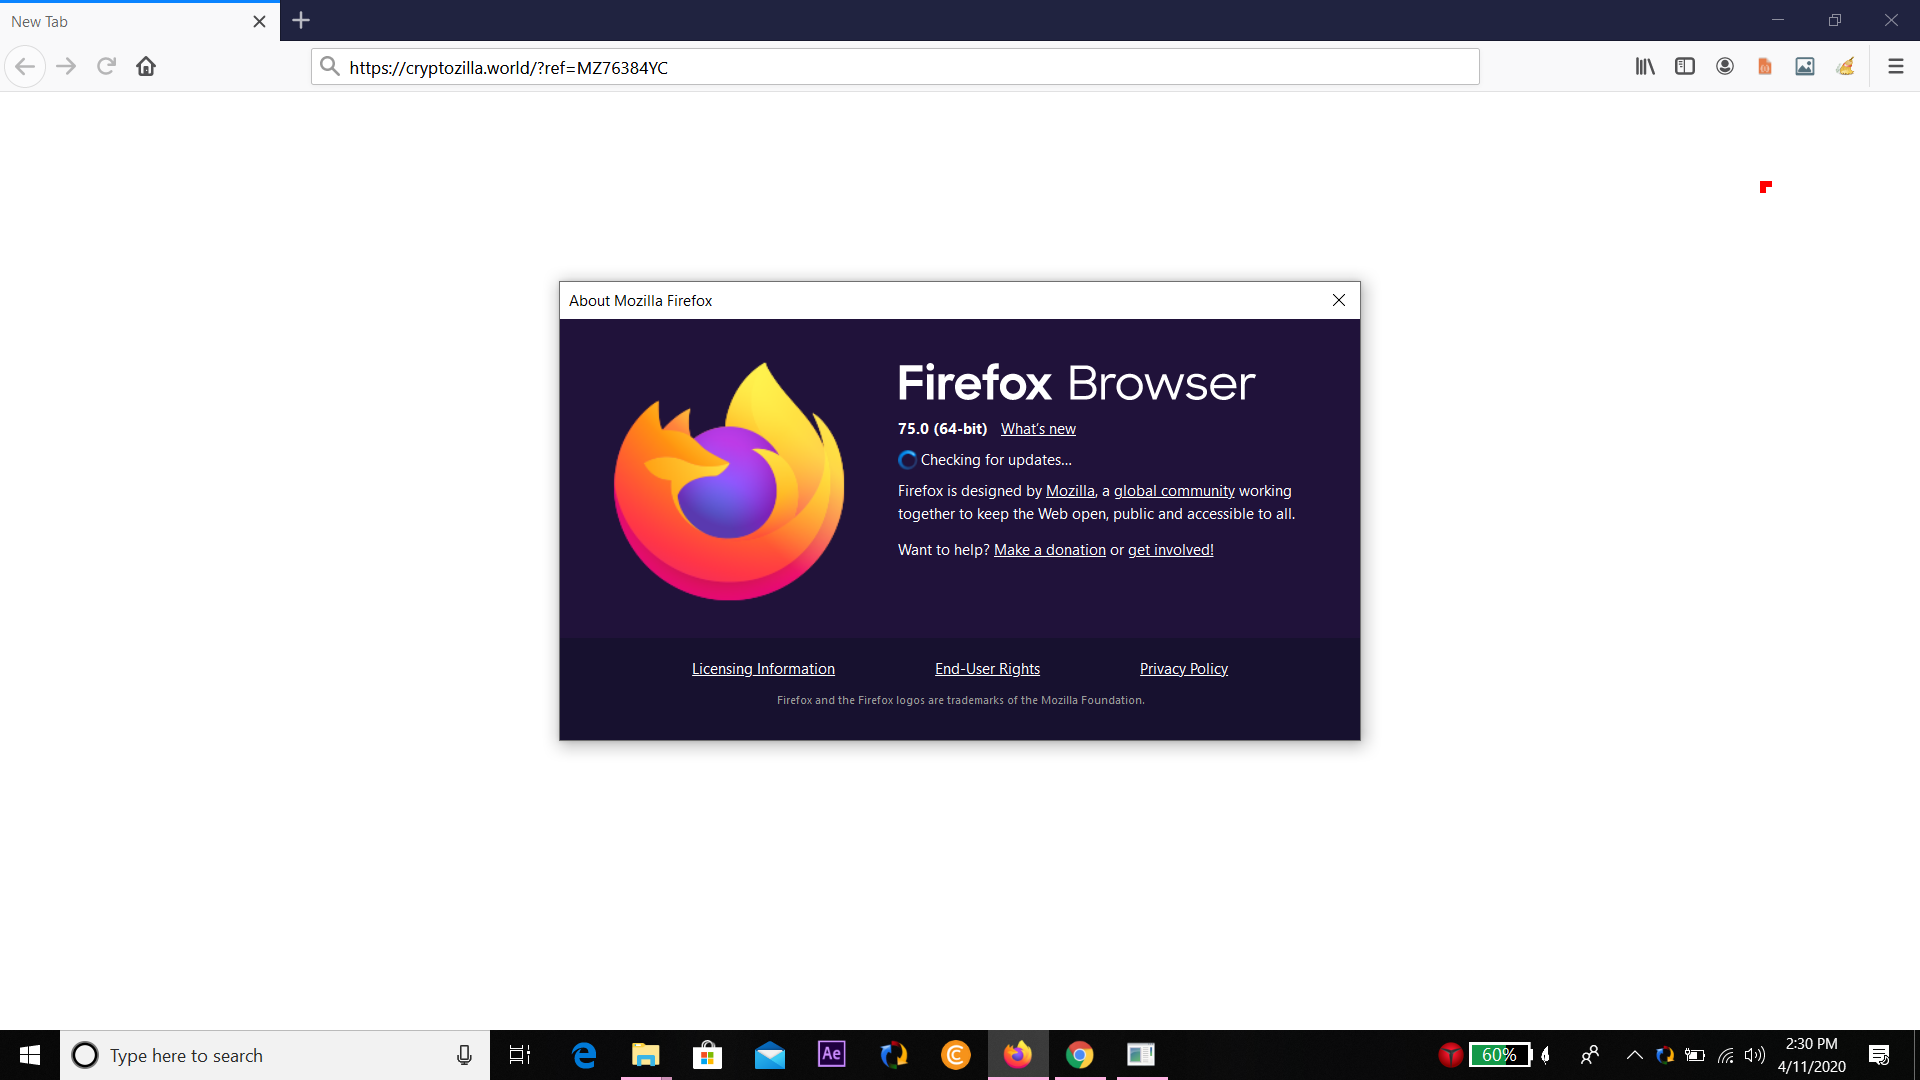 New Tab
https://cryptozilla.world/?ref=MZ76384YC
About Mozilla Firefox
Firefox Browser
75.0 (64-bit) What's new
Checking for updates...
Firefox is designed by Mozilla, a global community working
together to keep the Web open, public and accessible to all.
Want to help? Make a donation or get involved!
Licensing Information End-User Rights Privacy Policy
Firefox and the Firefox logos are trademarks of the Mozilla Foundation.
Type here to search
Ae
60%
2:30 PM
4/11/2020